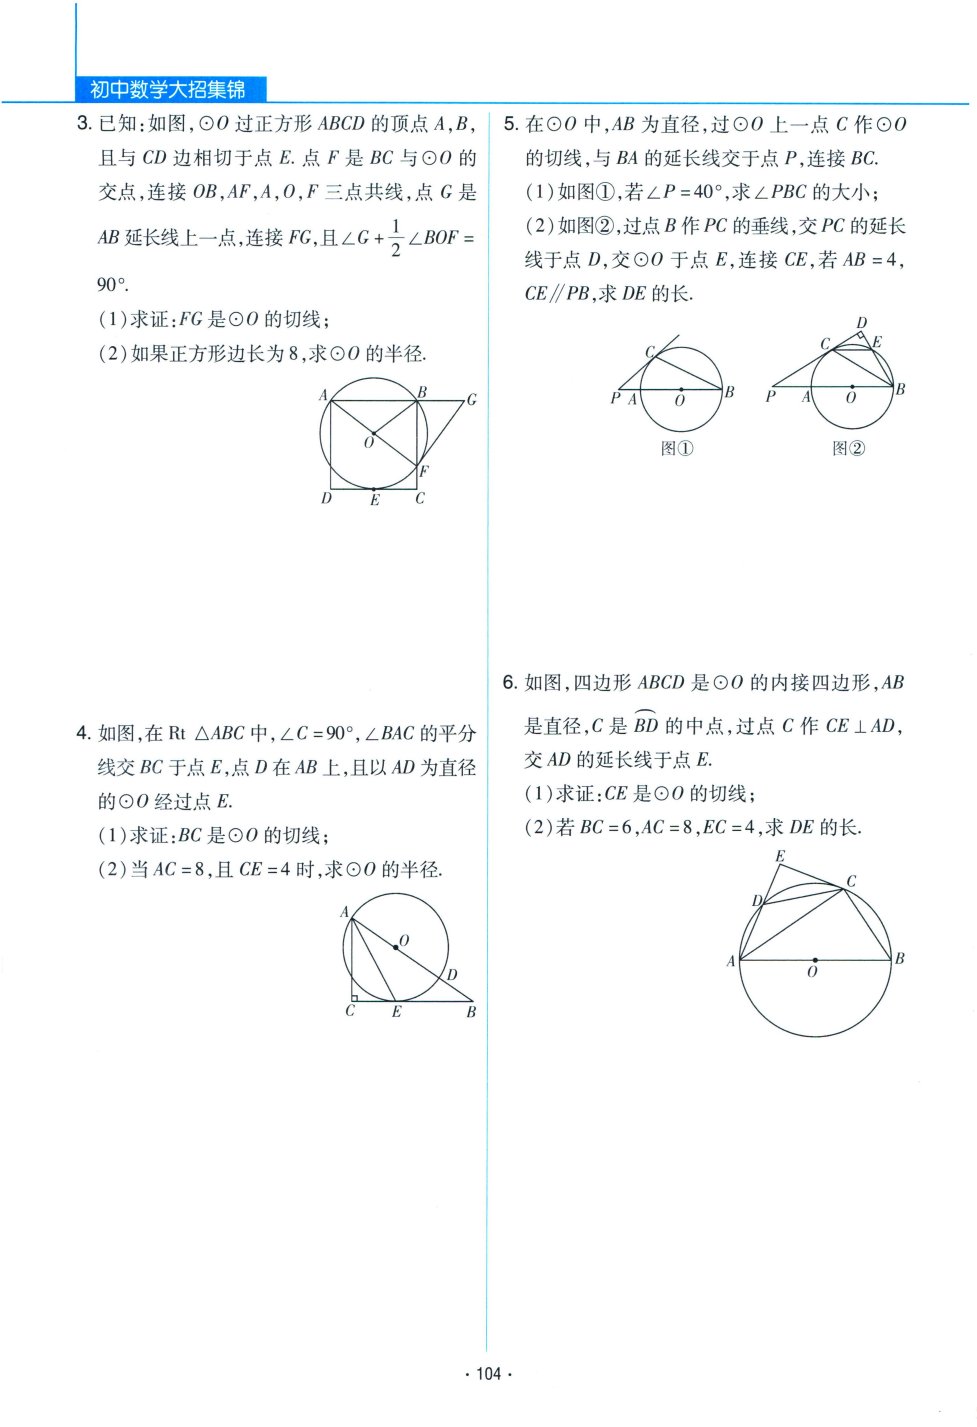 初中数学大招集锦
3. 已知:如图,⊙O 过正方形 ABCD 的顶点 A,B,
且与 CD 边相切于点 E. 点 F 是 BC 与⊙O 的
交点,连接 OB,AF,A,O,F 三点共线,点 G 是
AB 延长线上一点,连接 FG,且∠G + 1/2 ∠BOF =
90°.
(1)求证:FG 是⊙O 的切线;
(2)如果正方形边长为 8,求⊙O 的半径.
A B G
O
F
D E C
4. 如图,在 Rt △ABC 中,∠C = 90°,∠BAC 的平分
线交 BC 于点 E,点 D 在 AB 上,且以 AD 为直径
的⊙O 经过点 E.
(1)求证:BC 是⊙O 的切线;
(2)当 AC = 8,且 CE = 4 时,求⊙O 的半径.
A
O
D
C E B
5. 在⊙O 中,AB 为直径,过⊙O 上一点 C 作⊙O
的切线,与 BA 的延长线交于点 P,连接 BC.
(1)如图①,若∠P = 40°,求∠PBC 的大小;
(2)如图②,过点 B 作 PC 的垂线,交 PC 的延长
线于点 D,交⊙O 于点 E,连接 CE,若 AB = 4,
CE∥PB,求 DE 的长.
C
P A O B
图①
D
C E
P A O B
图②
6. 如图,四边形 ABCD 是⊙O 的内接四边形,AB
是直径,C 是 BD 的中点,过点 C 作 CE⊥AD,
交 AD 的延长线于点 E.
(1)求证:CE 是⊙O 的切线;
(2)若 BC = 6,AC = 8,EC = 4,求 DE 的长.
E
C
D
A O B
· 104 ·